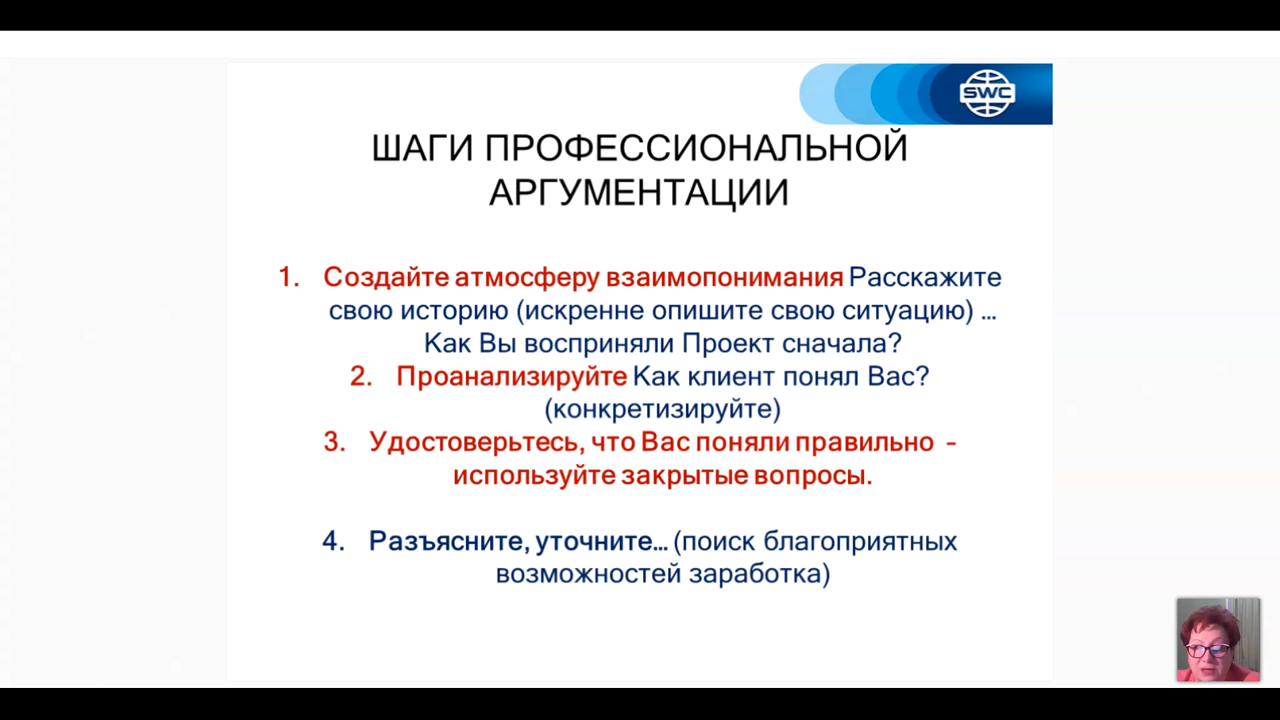 SWC
ШАГИ ПРОФЕССИОНАЛЬНОЙ
АРГУМЕНТАЦИИ
1. Создайте атмосферу взаимопонимания Расскажите
свою историю (искренне опишите свою ситуацию) ...
Как Вы восприняли Проект сначала?
2. Проанализируйте Как клиент понял Вас?
(конкретизируйте)
3. Удостоверьтесь, что Вас поняли правильно -
используйте закрытые вопросы.
4. Разъясните, уточните... (поиск благоприятных
возможностей заработка)